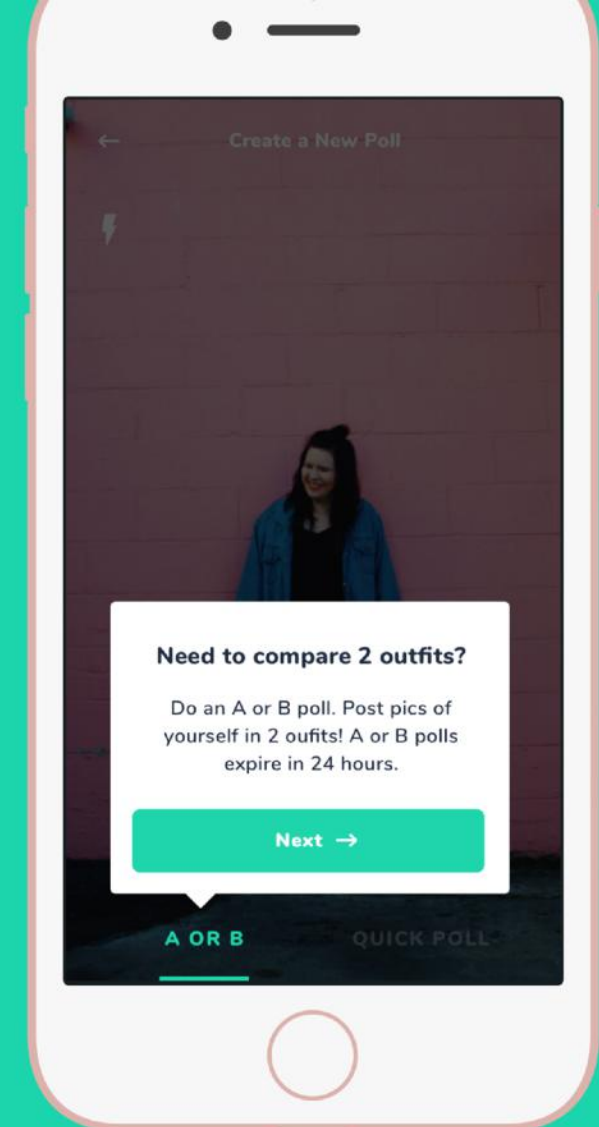 Create a New Poll
Need to compare 2 outfits?
Do an A or B poll. Post pics of
yourself in 2 oufits! A or B polls
expire in 24 hours.
Next →
A OR B
QUICK POLL